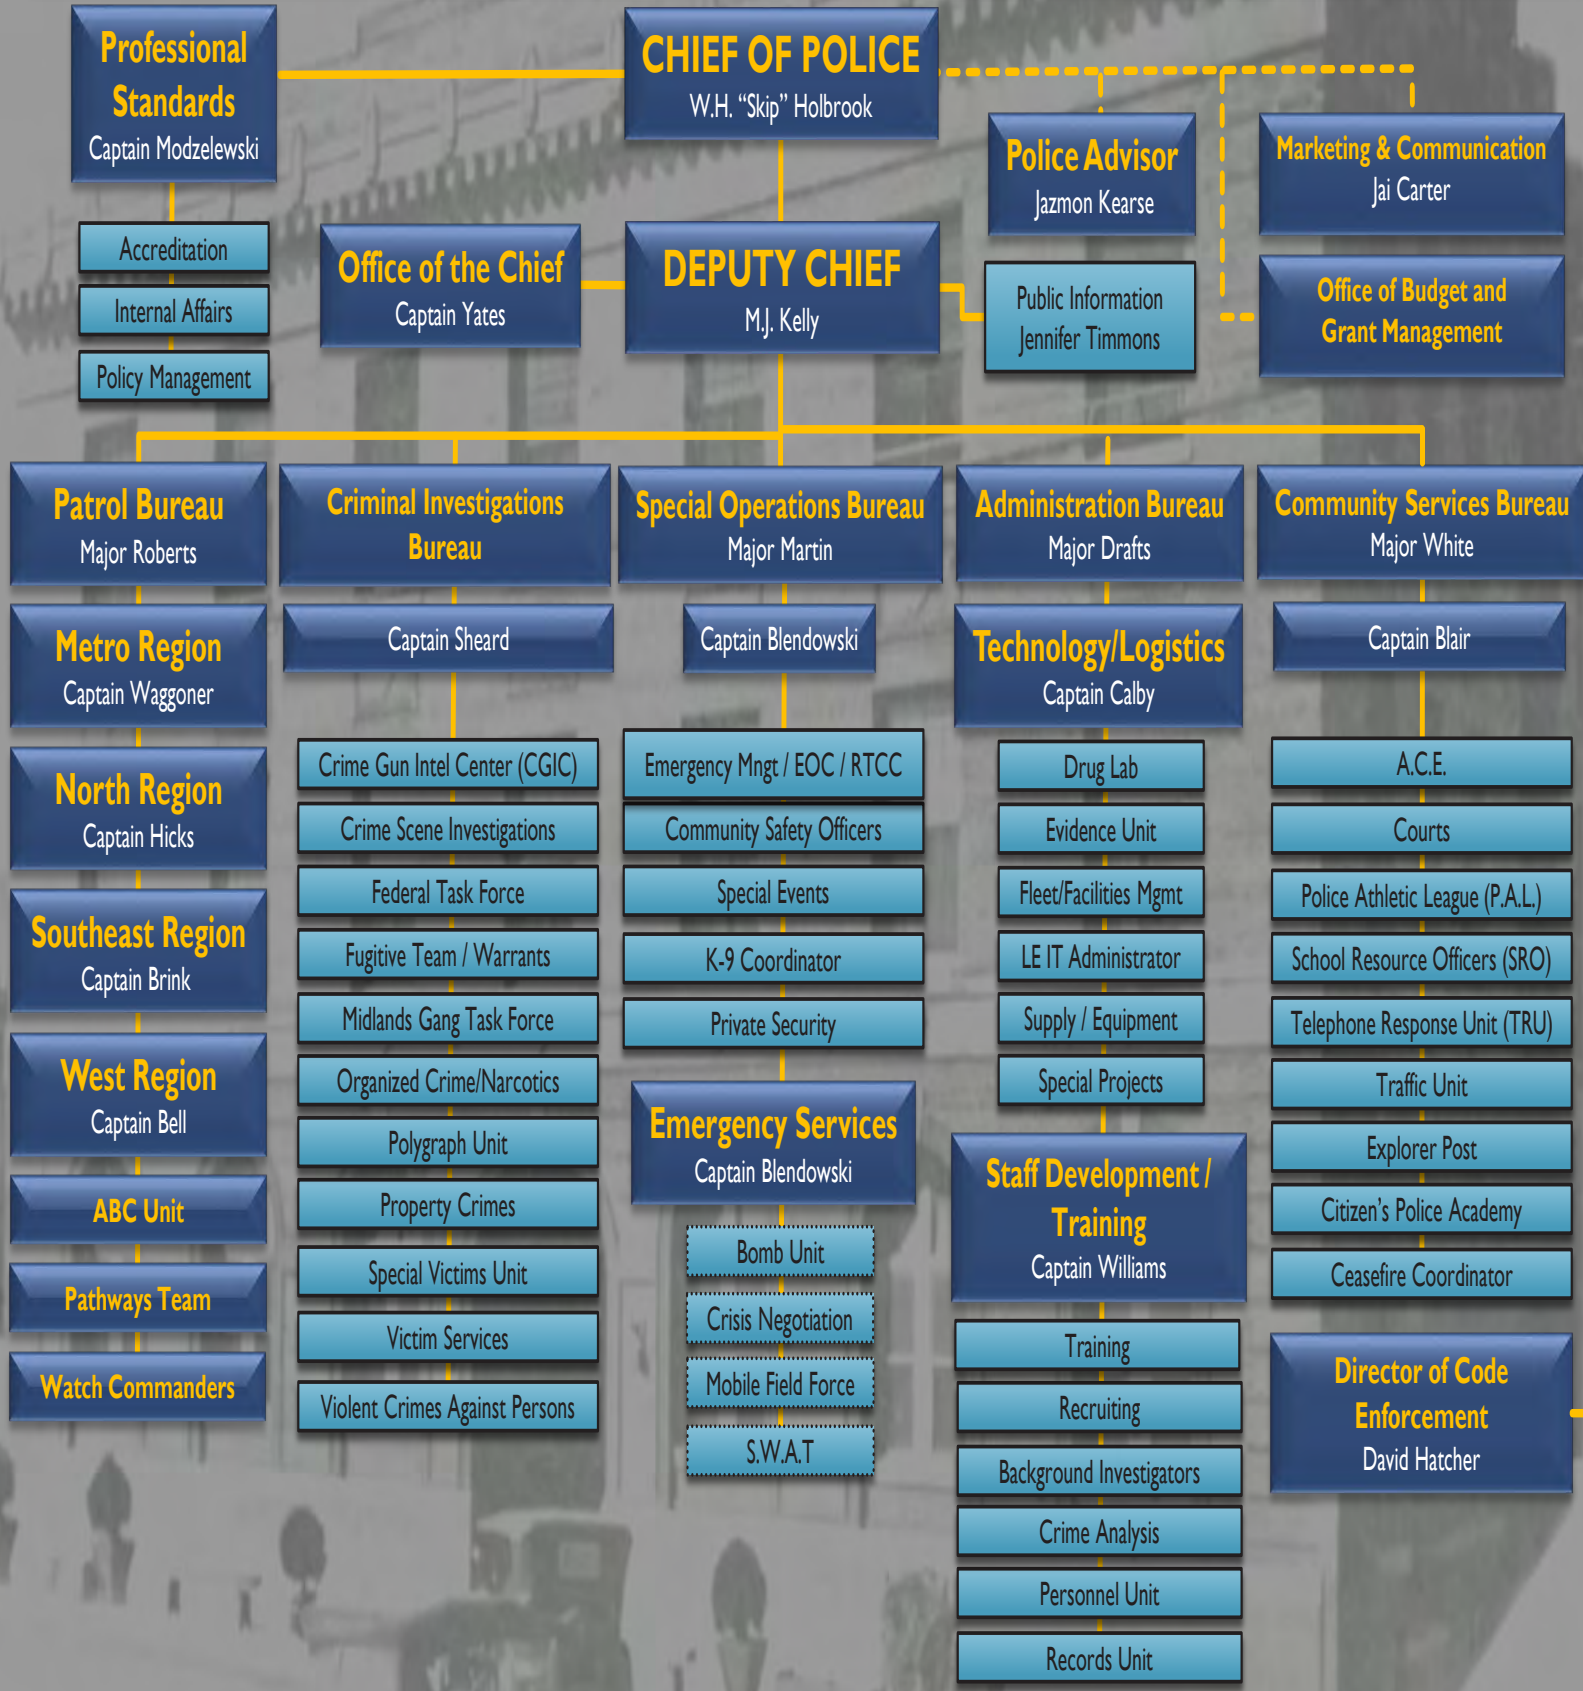 Professional
Standards
Captain Modzelewski
CHIEF OF POLICE
W.H. “Skip” Holbrook
Police Advisor
Jazmon Kearse
Marketing & Communication
Jai Carter
Accreditation
Internal Affairs
Policy Management
Office of the Chief
Captain Yates
DEPUTY CHIEF
M.J. Kelly
Public Information
Jennifer Timmons
Office of Budget and
Grant Management
Patrol Bureau
Major Roberts
Metro Region
Captain Waggoner
North Region
Captain Hicks
Southeast Region
Captain Brink
West Region
Captain Bell
ABC Unit
Pathways Team
Watch Commanders
Criminal Investigations
Bureau
Captain Sheard
Crime Gun Intel Center (CGIC)
Crime Scene Investigations
Federal Task Force
Fugitive Team / Warrants
Midlands Gang Task Force
Organized Crime/Narcotics
Polygraph Unit
Property Crimes
Special Victims Unit
Victim Services
Violent Crimes Against Persons
Special Operations Bureau
Major Martin
Captain Blendowski
Emergency Mngt / EOC / RTCC
Community Safety Officers
Special Events
K-9 Coordinator
Private Security
Emergency Services
Captain Blendowski
Bomb Unit
Crisis Negotiation
Mobile Field Force
S.W.A.T
Administration Bureau
Major Drafts
Technology/Logistics
Captain Calby
Drug Lab
Evidence Unit
Fleet/Facilities Mgmt
LE IT Administrator
Supply / Equipment
Special Projects
Staff Development /
Training
Captain Williams
Training
Recruiting
Background Investigators
Crime Analysis
Personnel Unit
Records Unit
Community Services Bureau
Major White
Captain Blair
A.C.E.
Courts
Police Athletic League (P.A.L.)
School Resource Officers (SRO)
Telephone Response Unit (TRU)
Traffic Unit
Explorer Post
Citizen’s Police Academy
Ceasefire Coordinator
Director of Code
Enforcement
David Hatcher